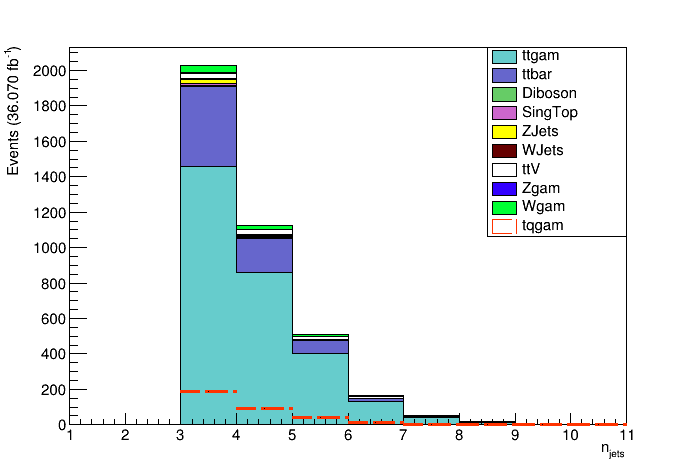 Events (36.070 fb⁻¹)
2000
1800
1600
1400
1200
1000
800
600
400
200
0
1 2 3 4 5 6 7 8 9 10 11
n_jets
ttgam
ttbar
Diboson
SingTop
ZJets
WJets
ttV
Zgam
Wgam
tqgam